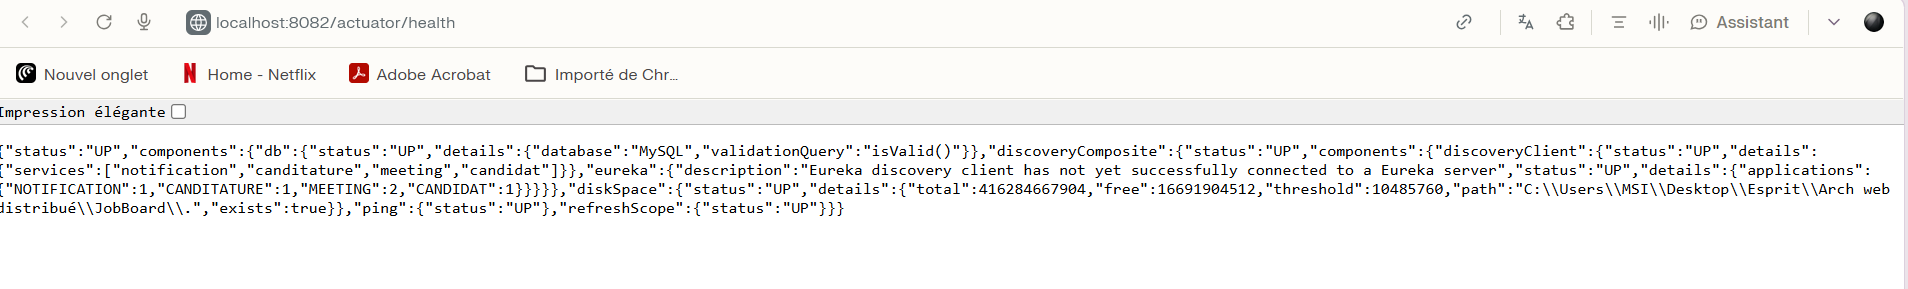 localhost:8082/actuator/health
Assistant
Nouvel onglet
Home - Netflix
Adobe Acrobat
Importé de Chr...
Impression élégante
{"status":"UP","components":{"db":{"status":"UP","details":{"database":"MySQL","validationQuery":"isValid()"}},"discoveryComposite":{"status":"UP","components":{"discoveryClient":{"status":"UP","details":
{"services":["notification","canditature","meeting","candidat"]}},"eureka":{"description":"Eureka discovery client has not yet successfully connected to a Eureka server","status":"UP","details":{"applications":
{"NOTIFICATION":1,"CANDITATURE":1,"MEETING":2,"CANDIDAT":1}}}}},"diskSpace":{"status":"UP","details":{"total":416284667904,"free":16691904512,"threshold":10485760,"path":"C:\\Users\\MSI\\Desktop\\Esprit\\Arch web
distribué\\JobBoard\\.","exists":true}},"ping":{"status":"UP"},"refreshScope":{"status":"UP"}}}